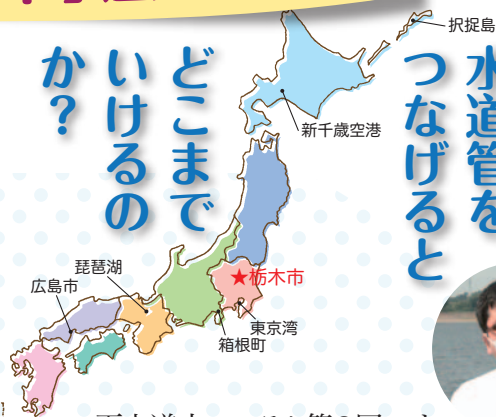 水道管を
つなげると
どこまで
いけるの
か？
択捉島
新千歳空港
★栃木市
琵琶湖
広島市
東京湾
箱根町